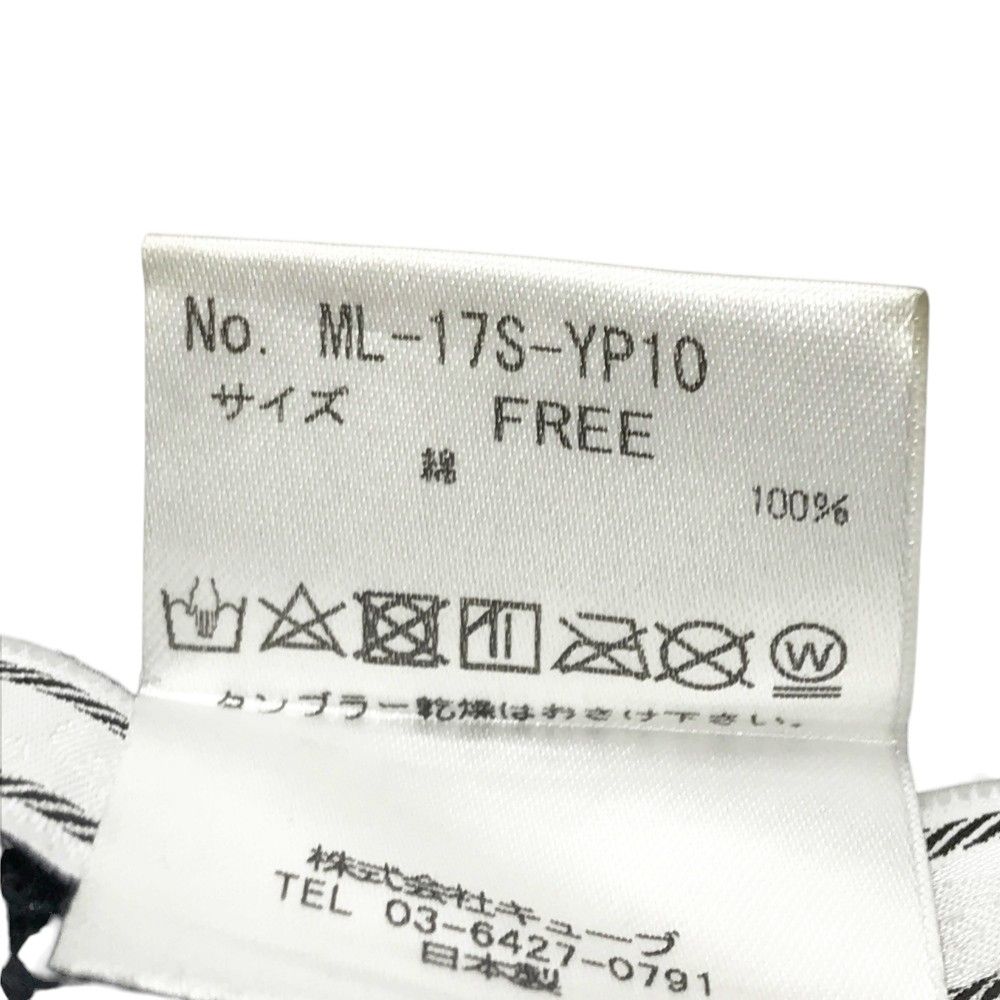 No. ML-17S-YP10
サイズ FREE
綿 100%
W
タンブラー乾燥はおさけ下さい。
株式会社キューブ
TEL 03-6427-0791
日本製